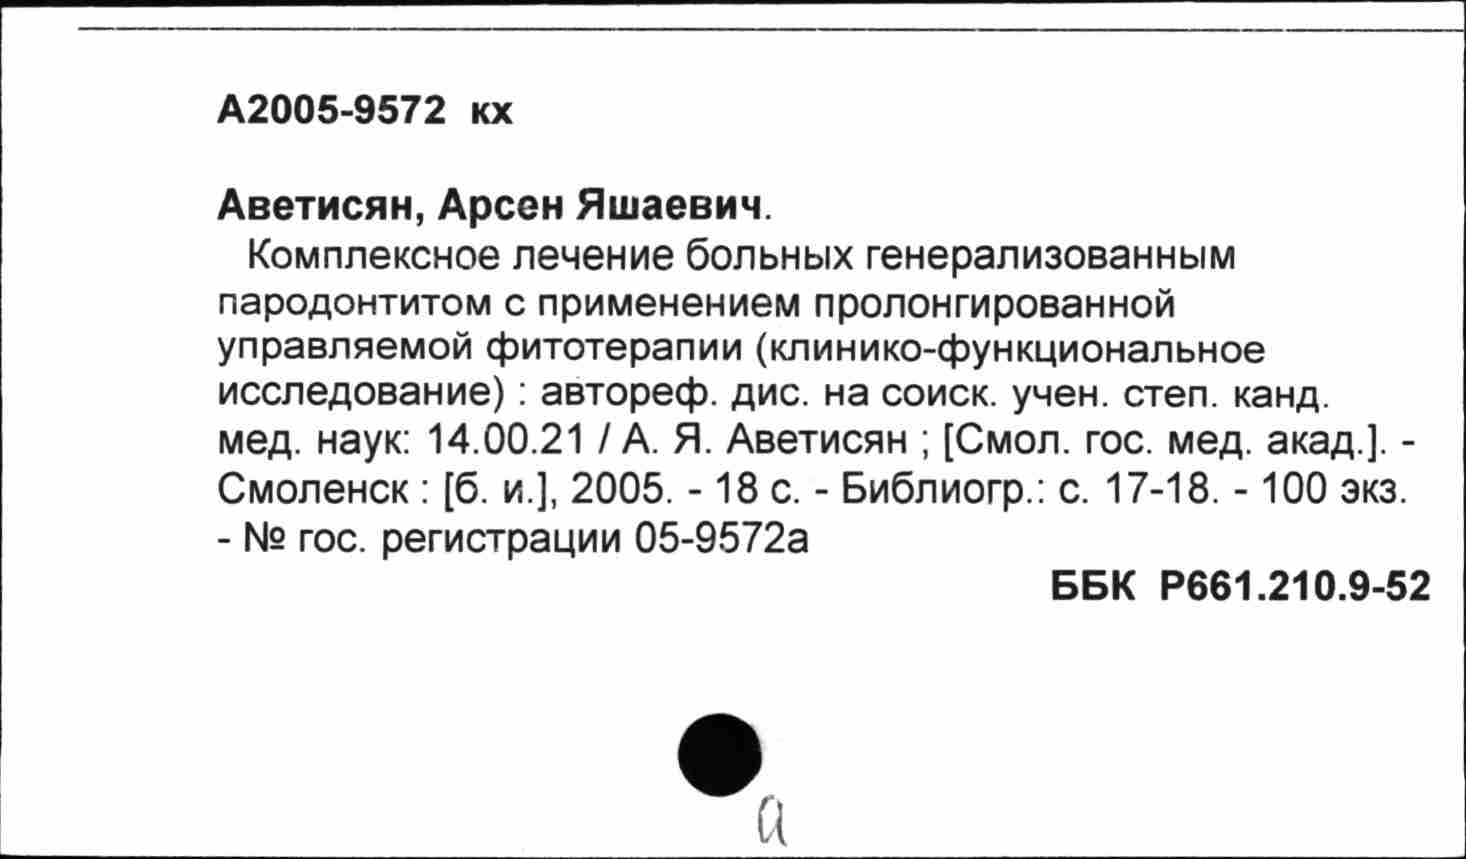 А2005-9572 кх
Аветисян, Арсен Яшаевич.
Комплексное лечение больных генерализованным
пародонтитом с применением пролонгированной
управляемой фитотерапии (клинико-функциональное
исследование) : автореф. дис. на соиск. учен. степ. канд.
мед. наук: 14.00.21 / А. Я. Аветисян ; [Смол. гос. мед. акад.]. -
Смоленск : [б. и.], 2005. - 18 с. - Библиогр.: с. 17-18. - 100 экз.
- № гос. регистрации 05-9572а
ББК Р661.210.9-52
а